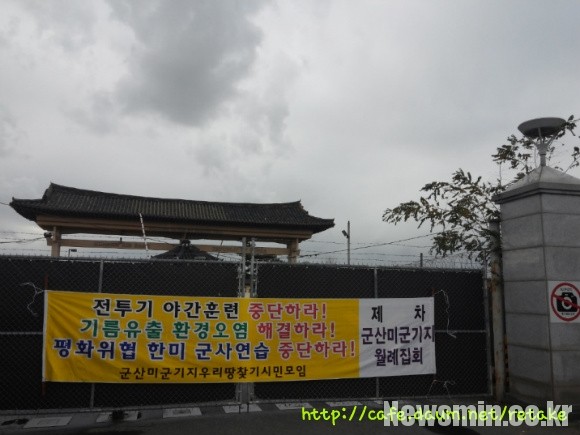 전투기 야간훈련 중단하라!
기름유출 환경오염 해결하라!
평화위협 한미 군사연습 중단하라!
군산미군기지우리땅찾기시민모임
제 차
군산미군기지
월례집회
http://cafe.daum.net/retake
Newsmin.co.kr